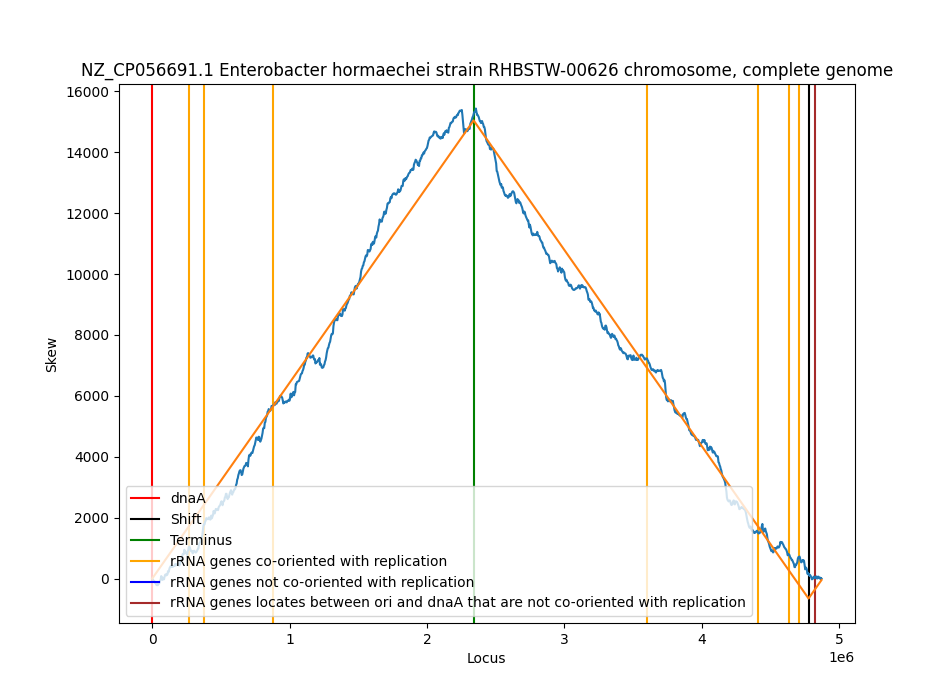 NZ_CP056691.1 Enterobacter hormaechei strain RHBSTW-00626 chromosome, complete genome
16000
14000
12000
10000
8000
6000
4000
2000
0
Skew
dnaA
Shift
Terminus
rRNA genes co-oriented with replication
rRNA genes not co-oriented with replication
rRNA genes locates between ori and dnaA that are not co-oriented with replication
0 1 2 3 4 5
1e6
Locus